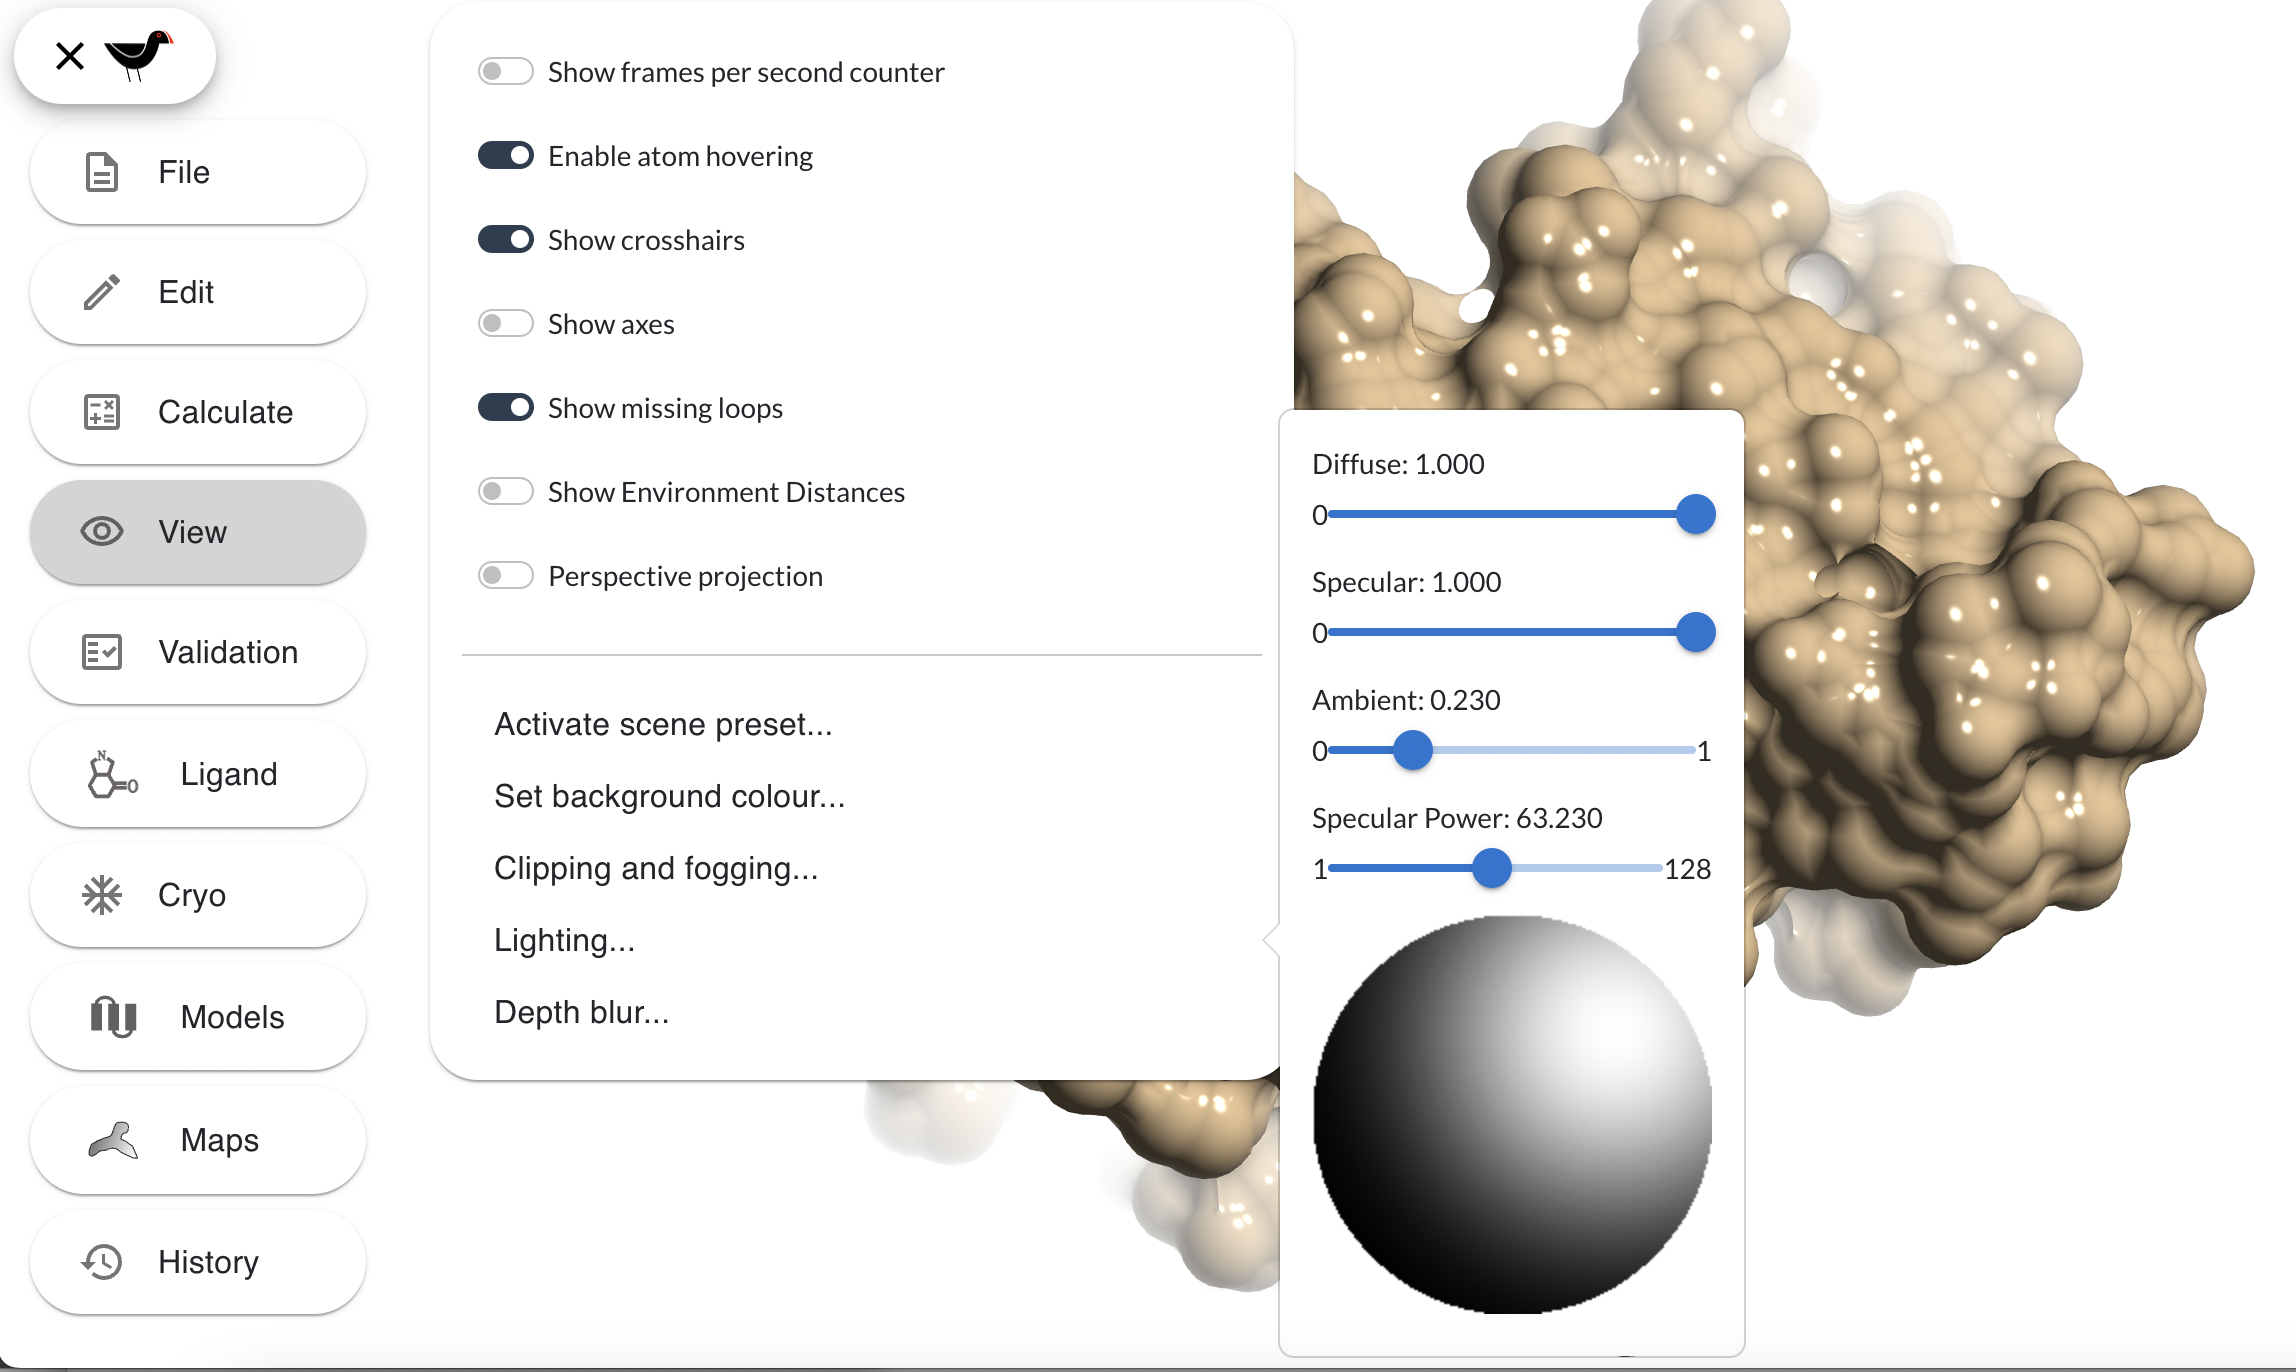 File
Edit
Calculate
View
Validation
N
O
Ligand
Cryo
Models
Maps
History
Show frames per second counter
Enable atom hovering
Show crosshairs
Show axes
Show missing loops
Show Environment Distances
Perspective projection
Activate scene preset...
Set background colour...
Clipping and fogging...
Lighting...
Depth blur...
Diffuse: 1.000
0
Specular: 1.000
0
Ambient: 0.230
0 1
Specular Power: 63.230
1 128